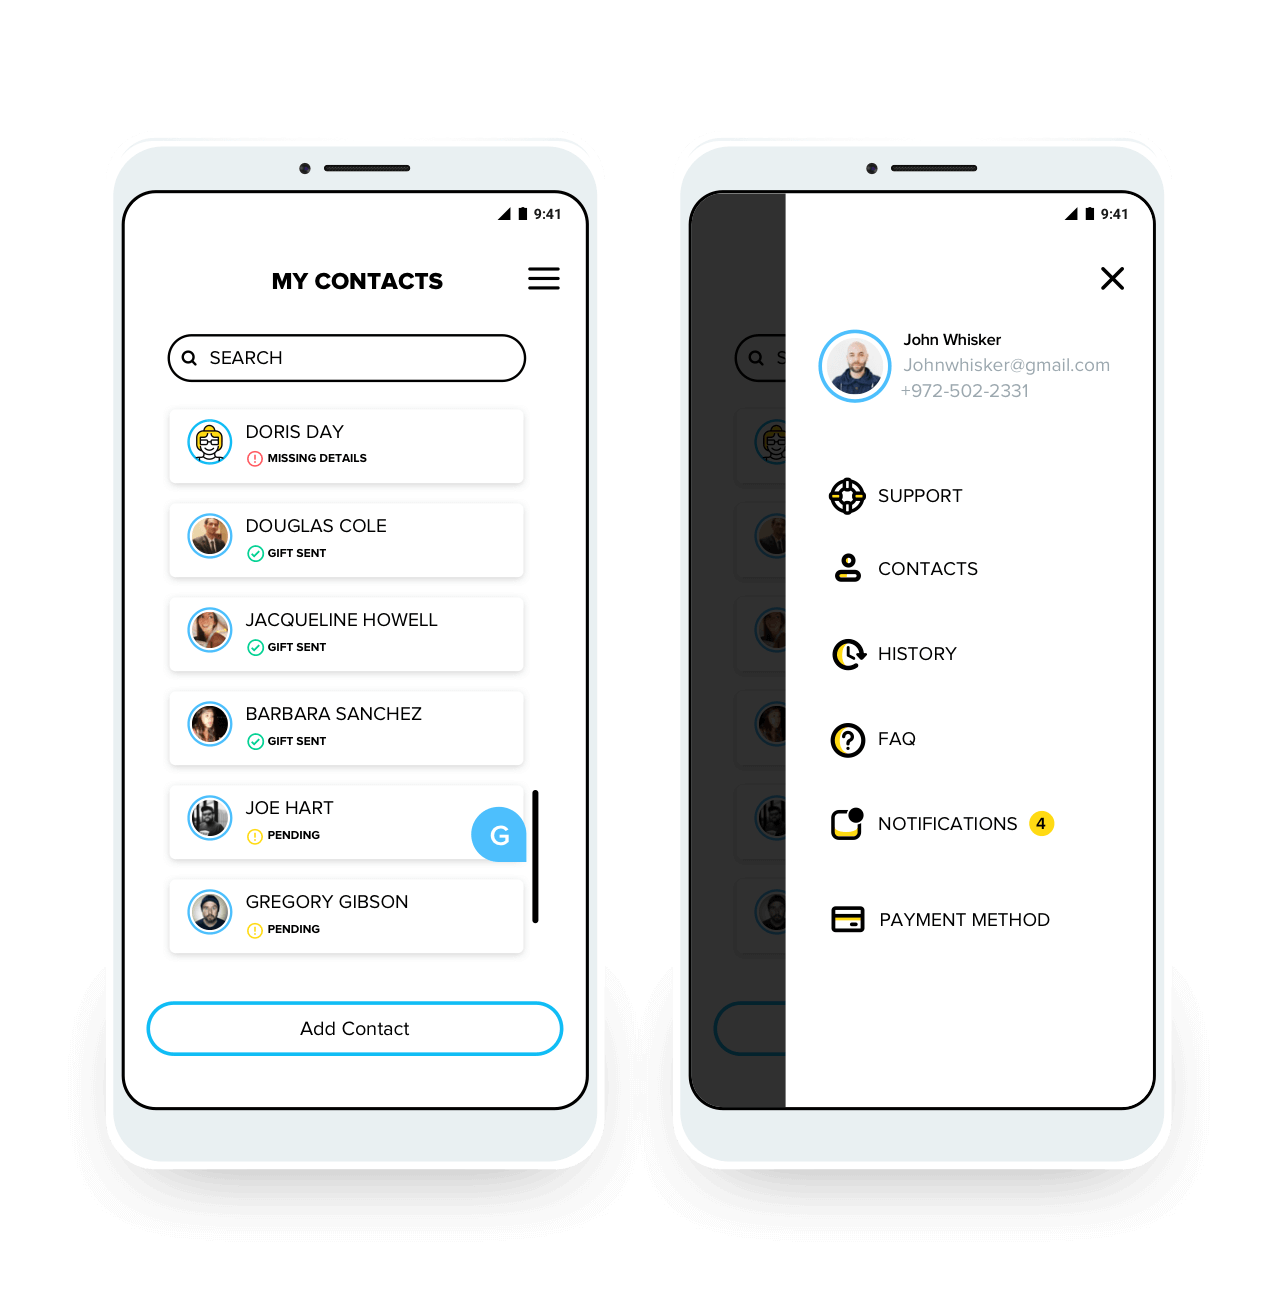 9:41
MY CONTACTS
SEARCH
DORIS DAY
MISSING DETAILS
DOUGLAS COLE
GIFT SENT
JACQUELINE HOWELL
GIFT SENT
BARBARA SANCHEZ
GIFT SENT
JOE HART
PENDING
G
GREGORY GIBSON
PENDING
Add Contact
9:41
S
John Whisker
Johnwhisker@gmail.com
+972-502-2331
SUPPORT
CONTACTS
HISTORY
FAQ
NOTIFICATIONS 4
PAYMENT METHOD